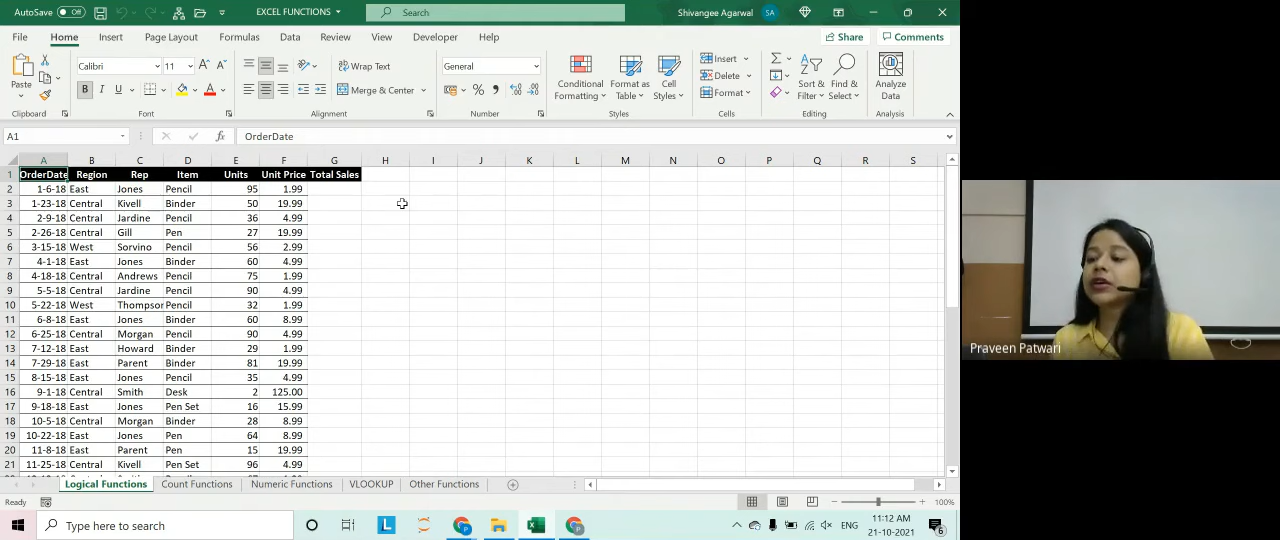 AutoSave Off EXCEL FUNCTIONS Search Shivangee Agarwal SA
File Home Insert Page Layout Formulas Data Review View Developer Help Share Comments
Paste Calibri 11 A A Wrap Text General Conditional Formatting Format as Table Cell Styles Insert Delete Format Sort & Filter Find & Select Analyze Data
B I U A Merge & Center % 9
Clipboard Font Alignment Number Styles Cells Editing Analysis
A1 fx OrderDate
A B C D E F G H I J K L M N O P Q R S
1 OrderDate Region Rep Item Units Unit Price Total Sales
2 1-6-18 East Jones Pencil 95 1.99
3 1-23-18 Central Kivell Binder 50 19.99
4 2-9-18 Central Jardine Pencil 36 4.99
5 2-26-18 Central Gill Pen 27 19.99
6 3-15-18 West Sorvino Pencil 56 2.99
7 4-1-18 East Jones Binder 60 4.99
8 4-18-18 Central Andrews Pencil 75 1.99
9 5-5-18 Central Jardine Pencil 90 4.99
10 5-22-18 West Thompson Pencil 32 1.99
11 6-8-18 East Jones Binder 60 8.99
12 6-25-18 Central Morgan Pencil 90 4.99
13 7-12-18 East Howard Binder 29 1.99
14 7-29-18 East Parent Binder 81 19.99
15 8-15-18 East Jones Pencil 35 4.99
16 9-1-18 Central Smith Desk 2 125.00
17 9-18-18 East Jones Pen Set 16 15.99
18 10-5-18 Central Morgan Binder 28 8.99
19 10-22-18 East Jones Pen 64 8.99
20 11-8-18 East Parent Pen 15 19.99
21 11-25-18 Central Kivell Pen Set 96 4.99
Logical Functions Count Functions Numeric Functions VLOOKUP Other Functions
Ready 100%
Type here to search L ENG 11:12 AM
21-10-2021 6
Praveen Patwari